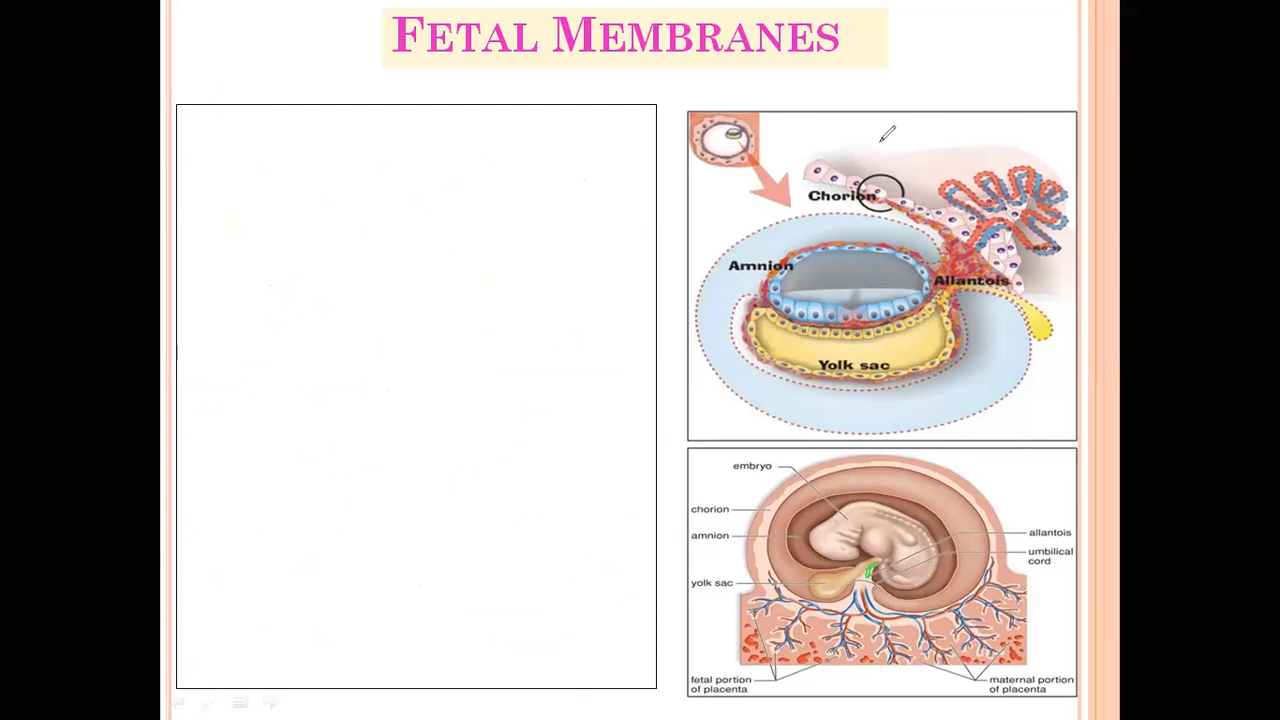 FETAL MEMBRANES
Chorion
Amnion
Allantois
Yolk sac
embryo
chorion
amnion
yolk sac
allantois
umbilical
cord
fetal portion
of placenta
maternal portion
of placenta